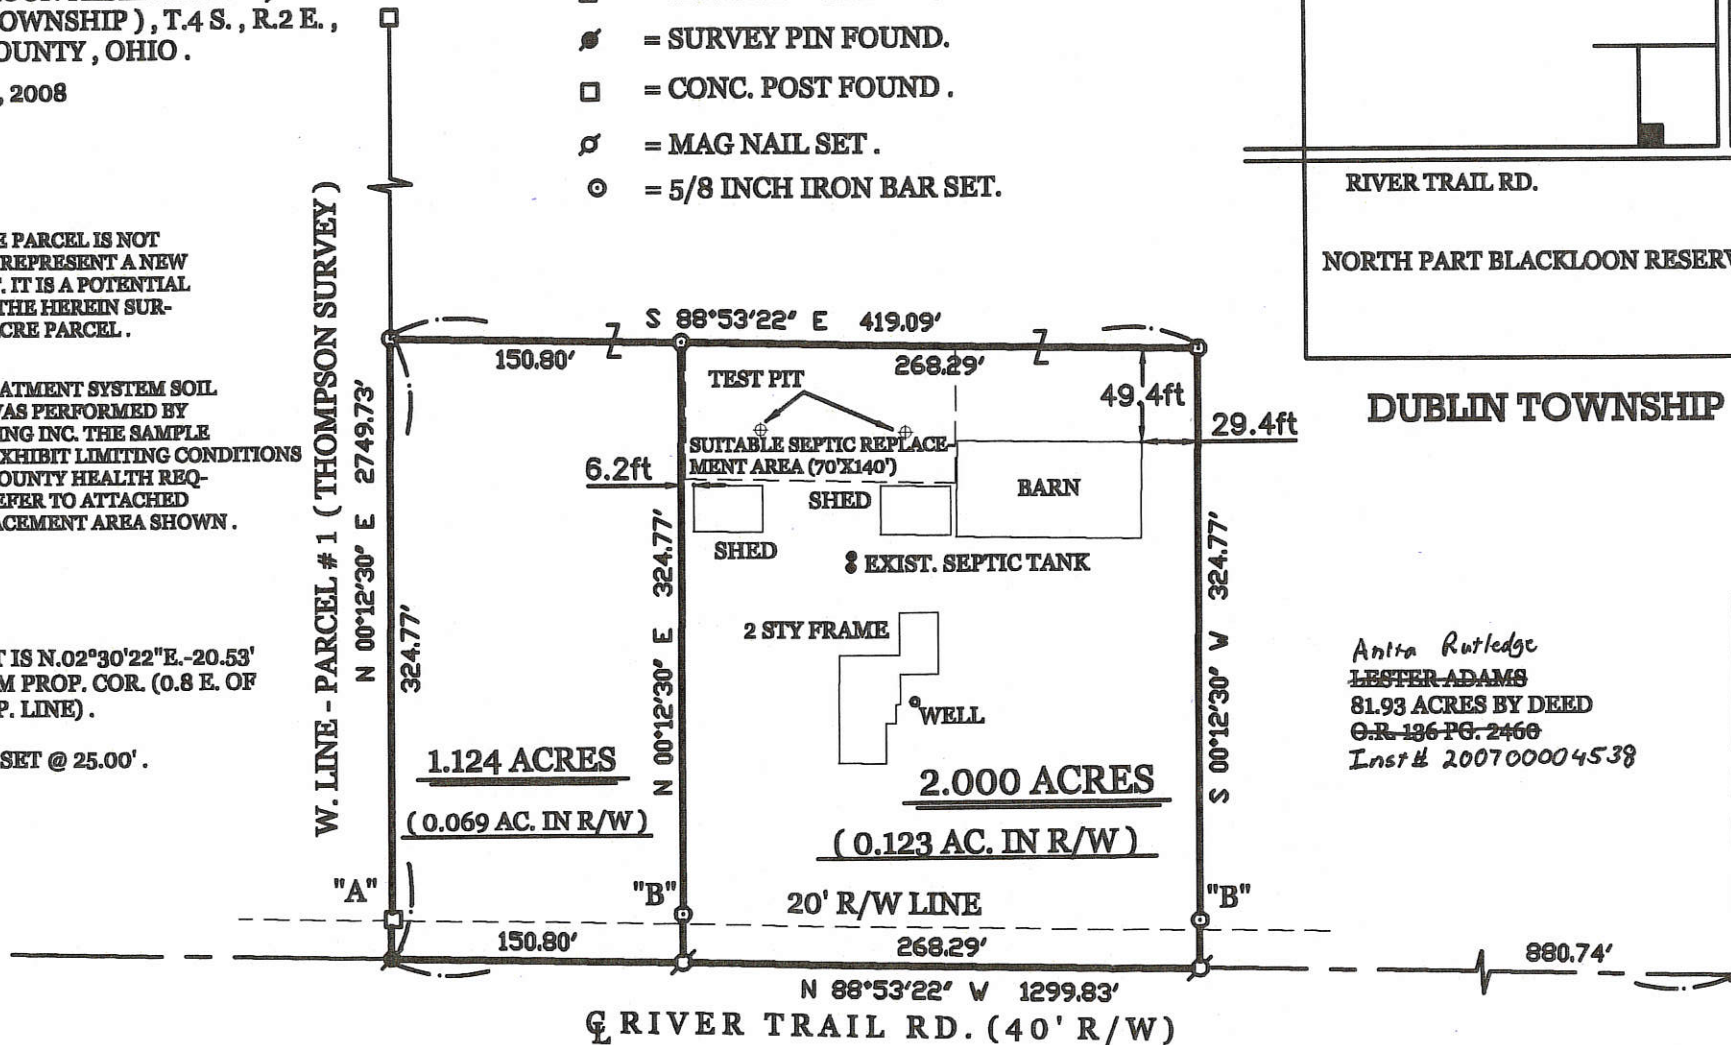 OWNSHIP ), T.4 S. , R.2 E. ,
OUNTY , OHIO .
, 2008
= SURVEY PIN FOUND.
= CONC. POST FOUND .
= MAG NAIL SET .
= 5/8 INCH IRON BAR SET.
RIVER TRAIL RD.
NORTH PART BLACKLOON RESERV
DUBLIN TOWNSHIP
E PARCEL IS NOT
REPRESENT A NEW
. IT IS A POTENTIAL
THE HEREIN SUR-
CRE PARCEL .
ATMENT SYSTEM SOIL
AS PERFORMED BY
ING INC. THE SAMPLE
EXHIBIT LIMITING CONDITIONS
OUNTY HEALTH REQ-
EFER TO ATTACHED
ACEMENT AREA SHOWN .
T IS N.02°30'22"E.-20.53'
M PROP. COR. (0.8 E. OF
P. LINE) .
SET @ 25.00' .
W. LINE - PARCEL # 1 ( THOMPSON SURVEY )
N 00°12'30" E 2749.73'
324.77'
S 88°53'22" E 419.09'
150.80'
268.29'
TEST PIT
49.4ft
29.4ft
SUITABLE SEPTIC REPLACE-
MENT AREA (70'X140')
6.2ft
SHED
BARN
SHED
EXIST. SEPTIC TANK
N 00°12'30" E 324.77'
S 00°12'30" W 324.77'
2 STY FRAME
WELL
1.124 ACRES
( 0.069 AC. IN R/W )
2.000 ACRES
( 0.123 AC. IN R/W )
Anita Rutledge
LESTER ADAMS
81.93 ACRES BY DEED
O.R. 136 PG. 2460
Inst# 200700004538
"A"
"B"
"B"
20' R/W LINE
150.80'
268.29'
880.74'
N 88°53'22" W 1299.83'
℄ RIVER TRAIL RD. (40' R/W)